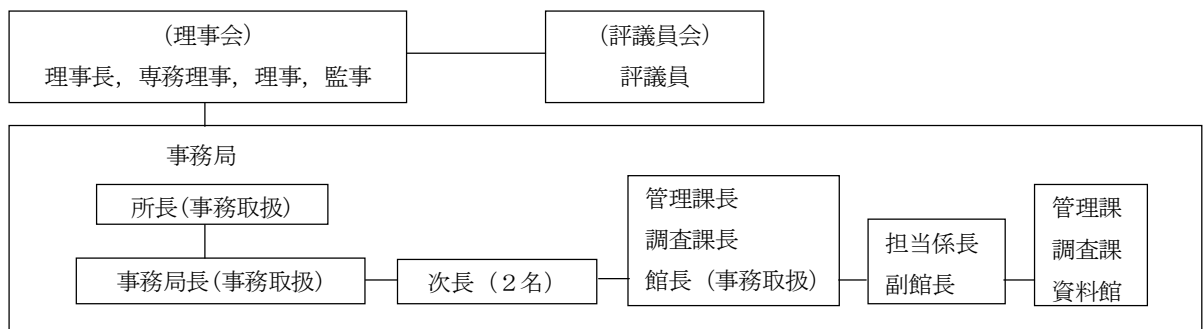 (理事会)
理事長，専務理事，理事，監事
(評議員会)
評議員
事務局
所長(事務取扱)
事務局長(事務取扱)
次長（２名）
管理課長
調査課長
館長（事務取扱）
担当係長
副館長
管理課
調査課
資料館